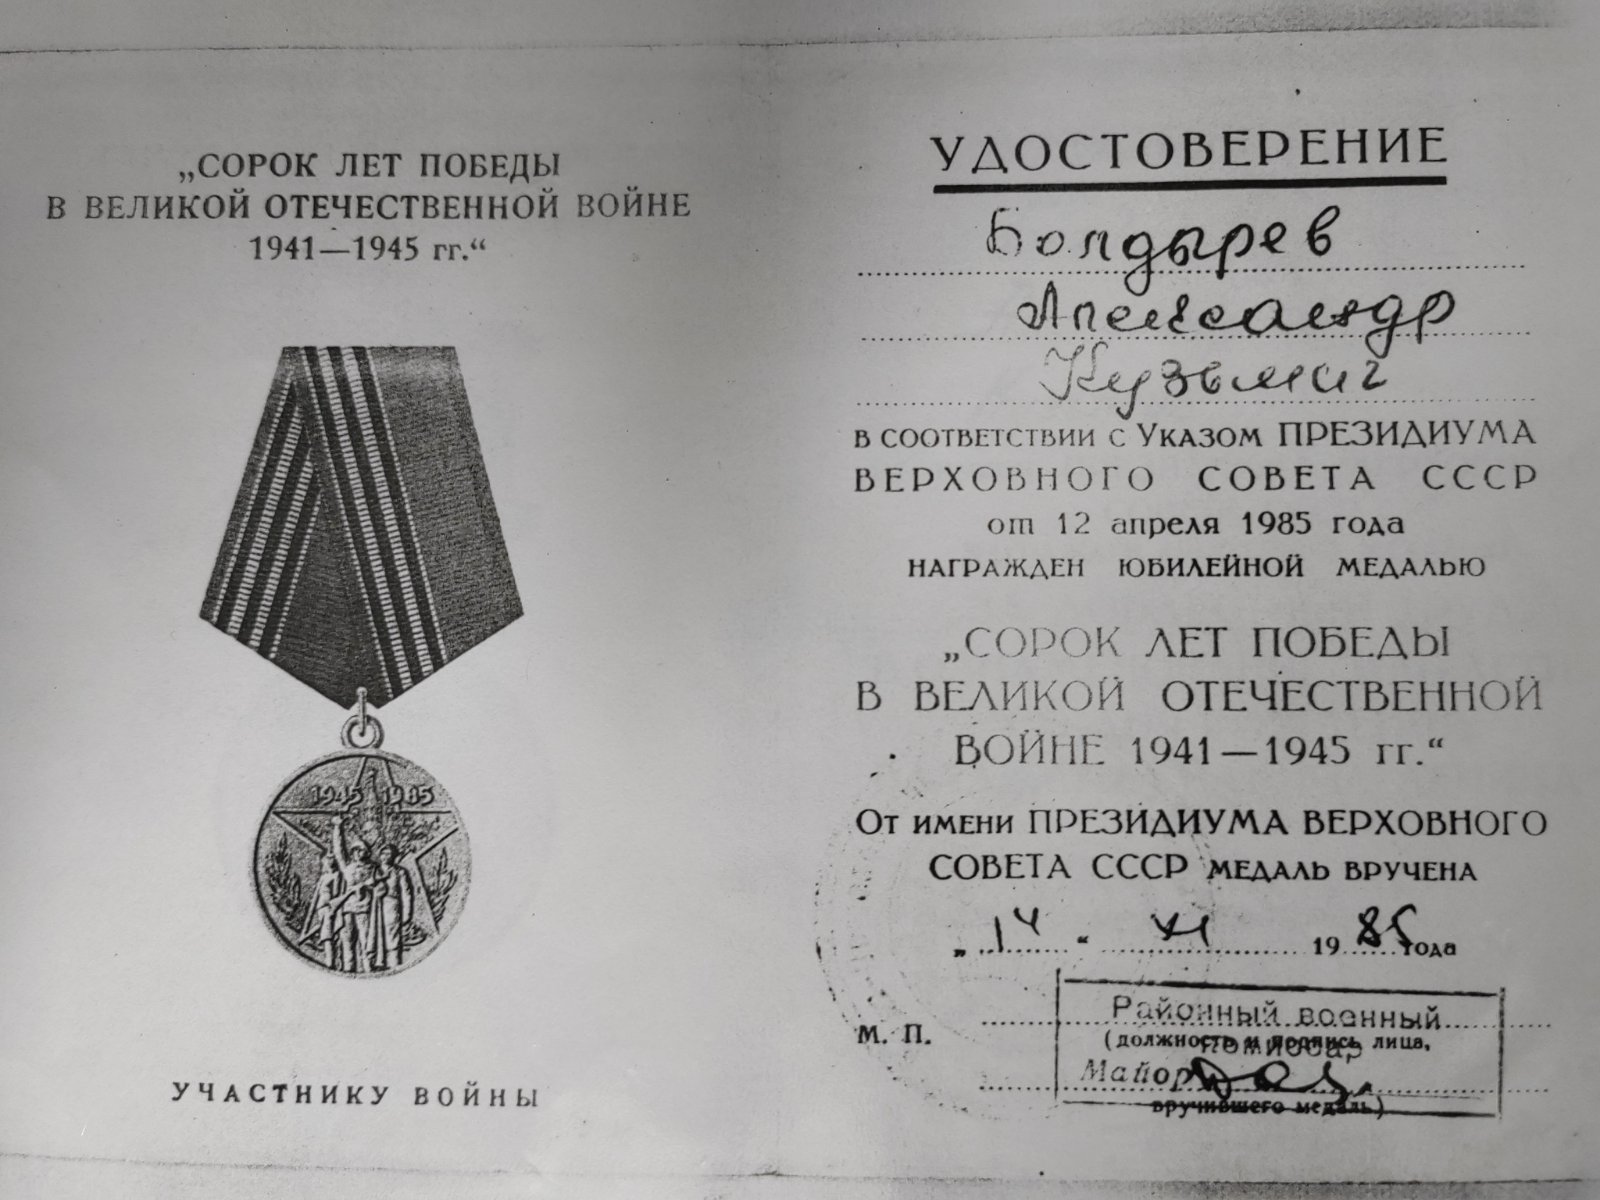 „СОРОК ЛЕТ ПОБЕДЫ
В ВЕЛИКОЙ ОТЕЧЕСТВЕННОЙ ВОЙНЕ
1941—1945 гг.“
1945 1985
УЧАСТНИКУ ВОЙНЫ
УДОСТОВЕРЕНИЕ
Болдырев
Александр
Кузьмич
В СООТВЕТСТВИИ С УКАЗОМ ПРЕЗИДИУМА
ВЕРХОВНОГО СОВЕТА СССР
от 12 апреля 1985 года
НАГРАЖДЕН ЮБИЛЕЙНОЙ МЕДАЛЬЮ
„СОРОК ЛЕТ ПОБЕДЫ
В ВЕЛИКОЙ ОТЕЧЕСТВЕННОЙ
ВОЙНЕ 1941—1945 гг.“
ОТ ИМЕНИ ПРЕЗИДИУМА ВЕРХОВНОГО
СОВЕТА СССР МЕДАЛЬ ВРУЧЕНА
„14“ XI 1985 года
Районный военный
М. П.
(должность и подпись лица,
комиссар
Майор
вручившего медаль)